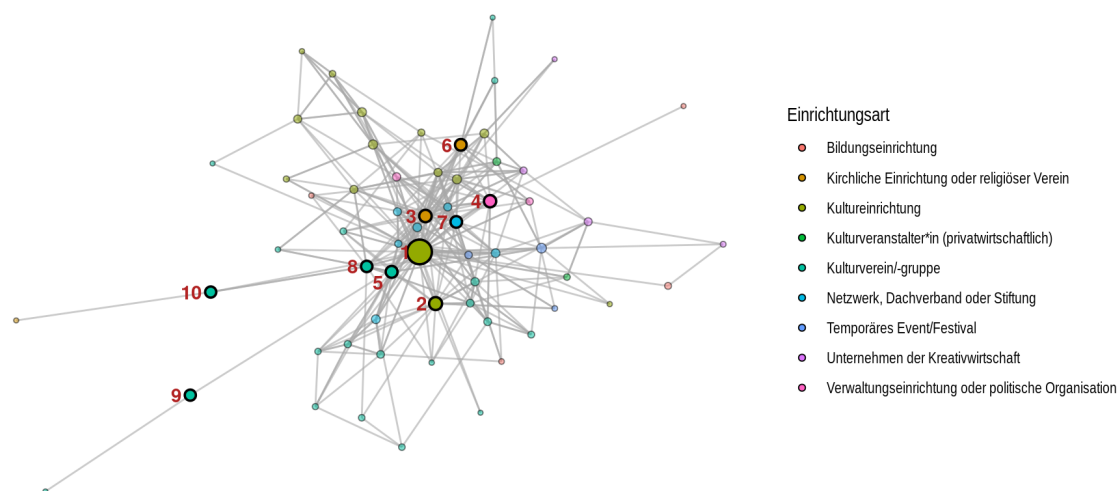 Einrichtungsart
Bildungseinrichtung
Kirchliche Einrichtung oder religiöser Verein
Kultureinrichtung
Kulturveranstalter*in (privatwirtschaftlich)
Kulturverein/-gruppe
Netzwerk, Dachverband oder Stiftung
Temporäres Event/Festival
Unternehmen der Kreativwirtschaft
Verwaltungseinrichtung oder politische Organisation
6
4
3
7
1
8
5
10
2
9